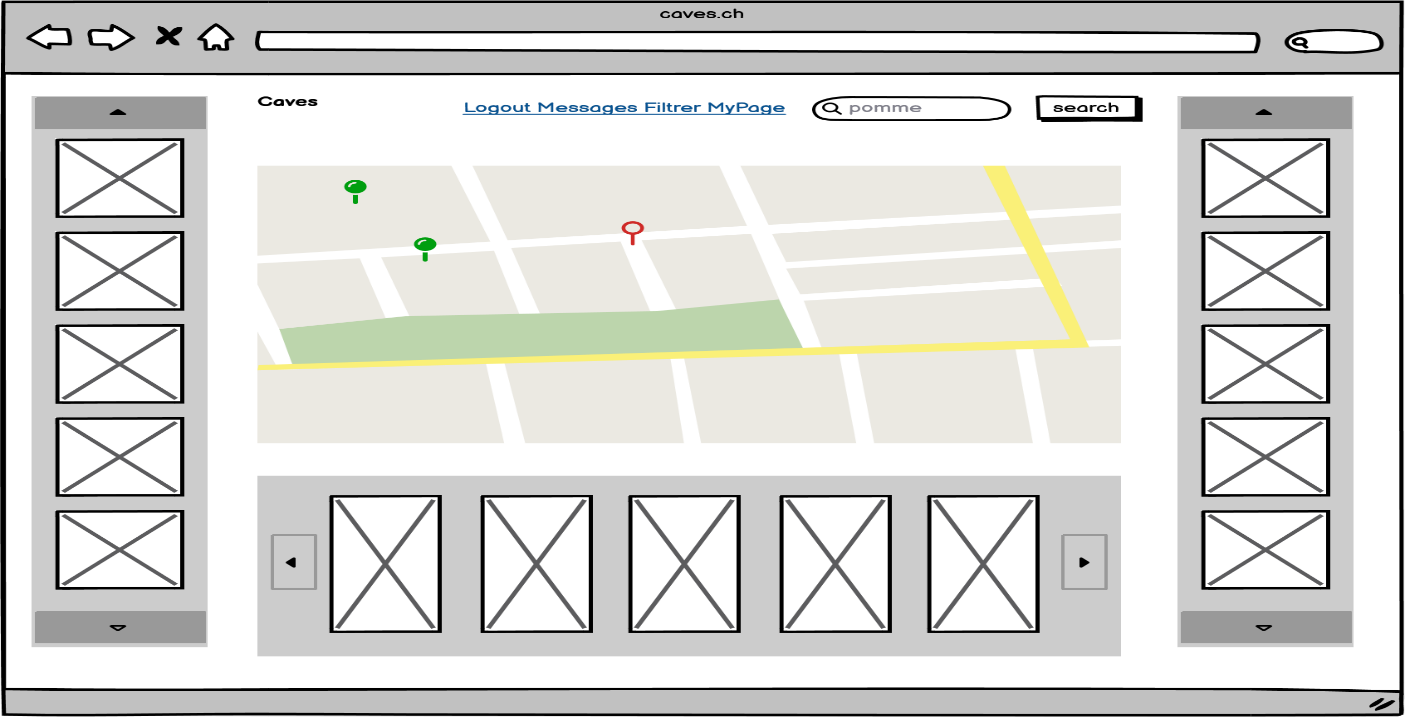 caves.ch
Caves
Logout Messages Filtrer MyPage
pomme
search